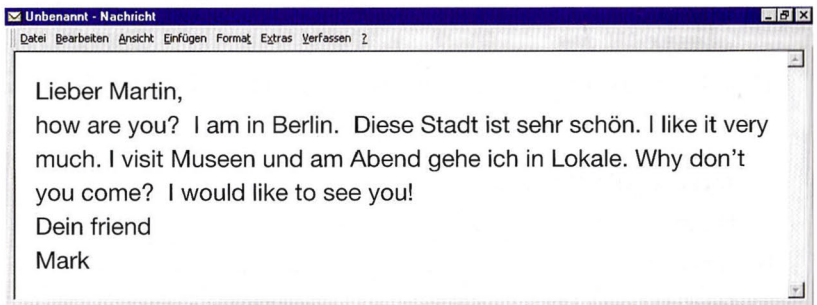 Unbenannt - Nachricht
Datei Bearbeiten Ansicht Einfügen Format Extras Verfassen ?
Lieber Martin,
how are you? I am in Berlin. Diese Stadt ist sehr schön. I like it very
much. I visit Museen und am Abend gehe ich in Lokale. Why don't
you come? I would like to see you!
Dein friend
Mark